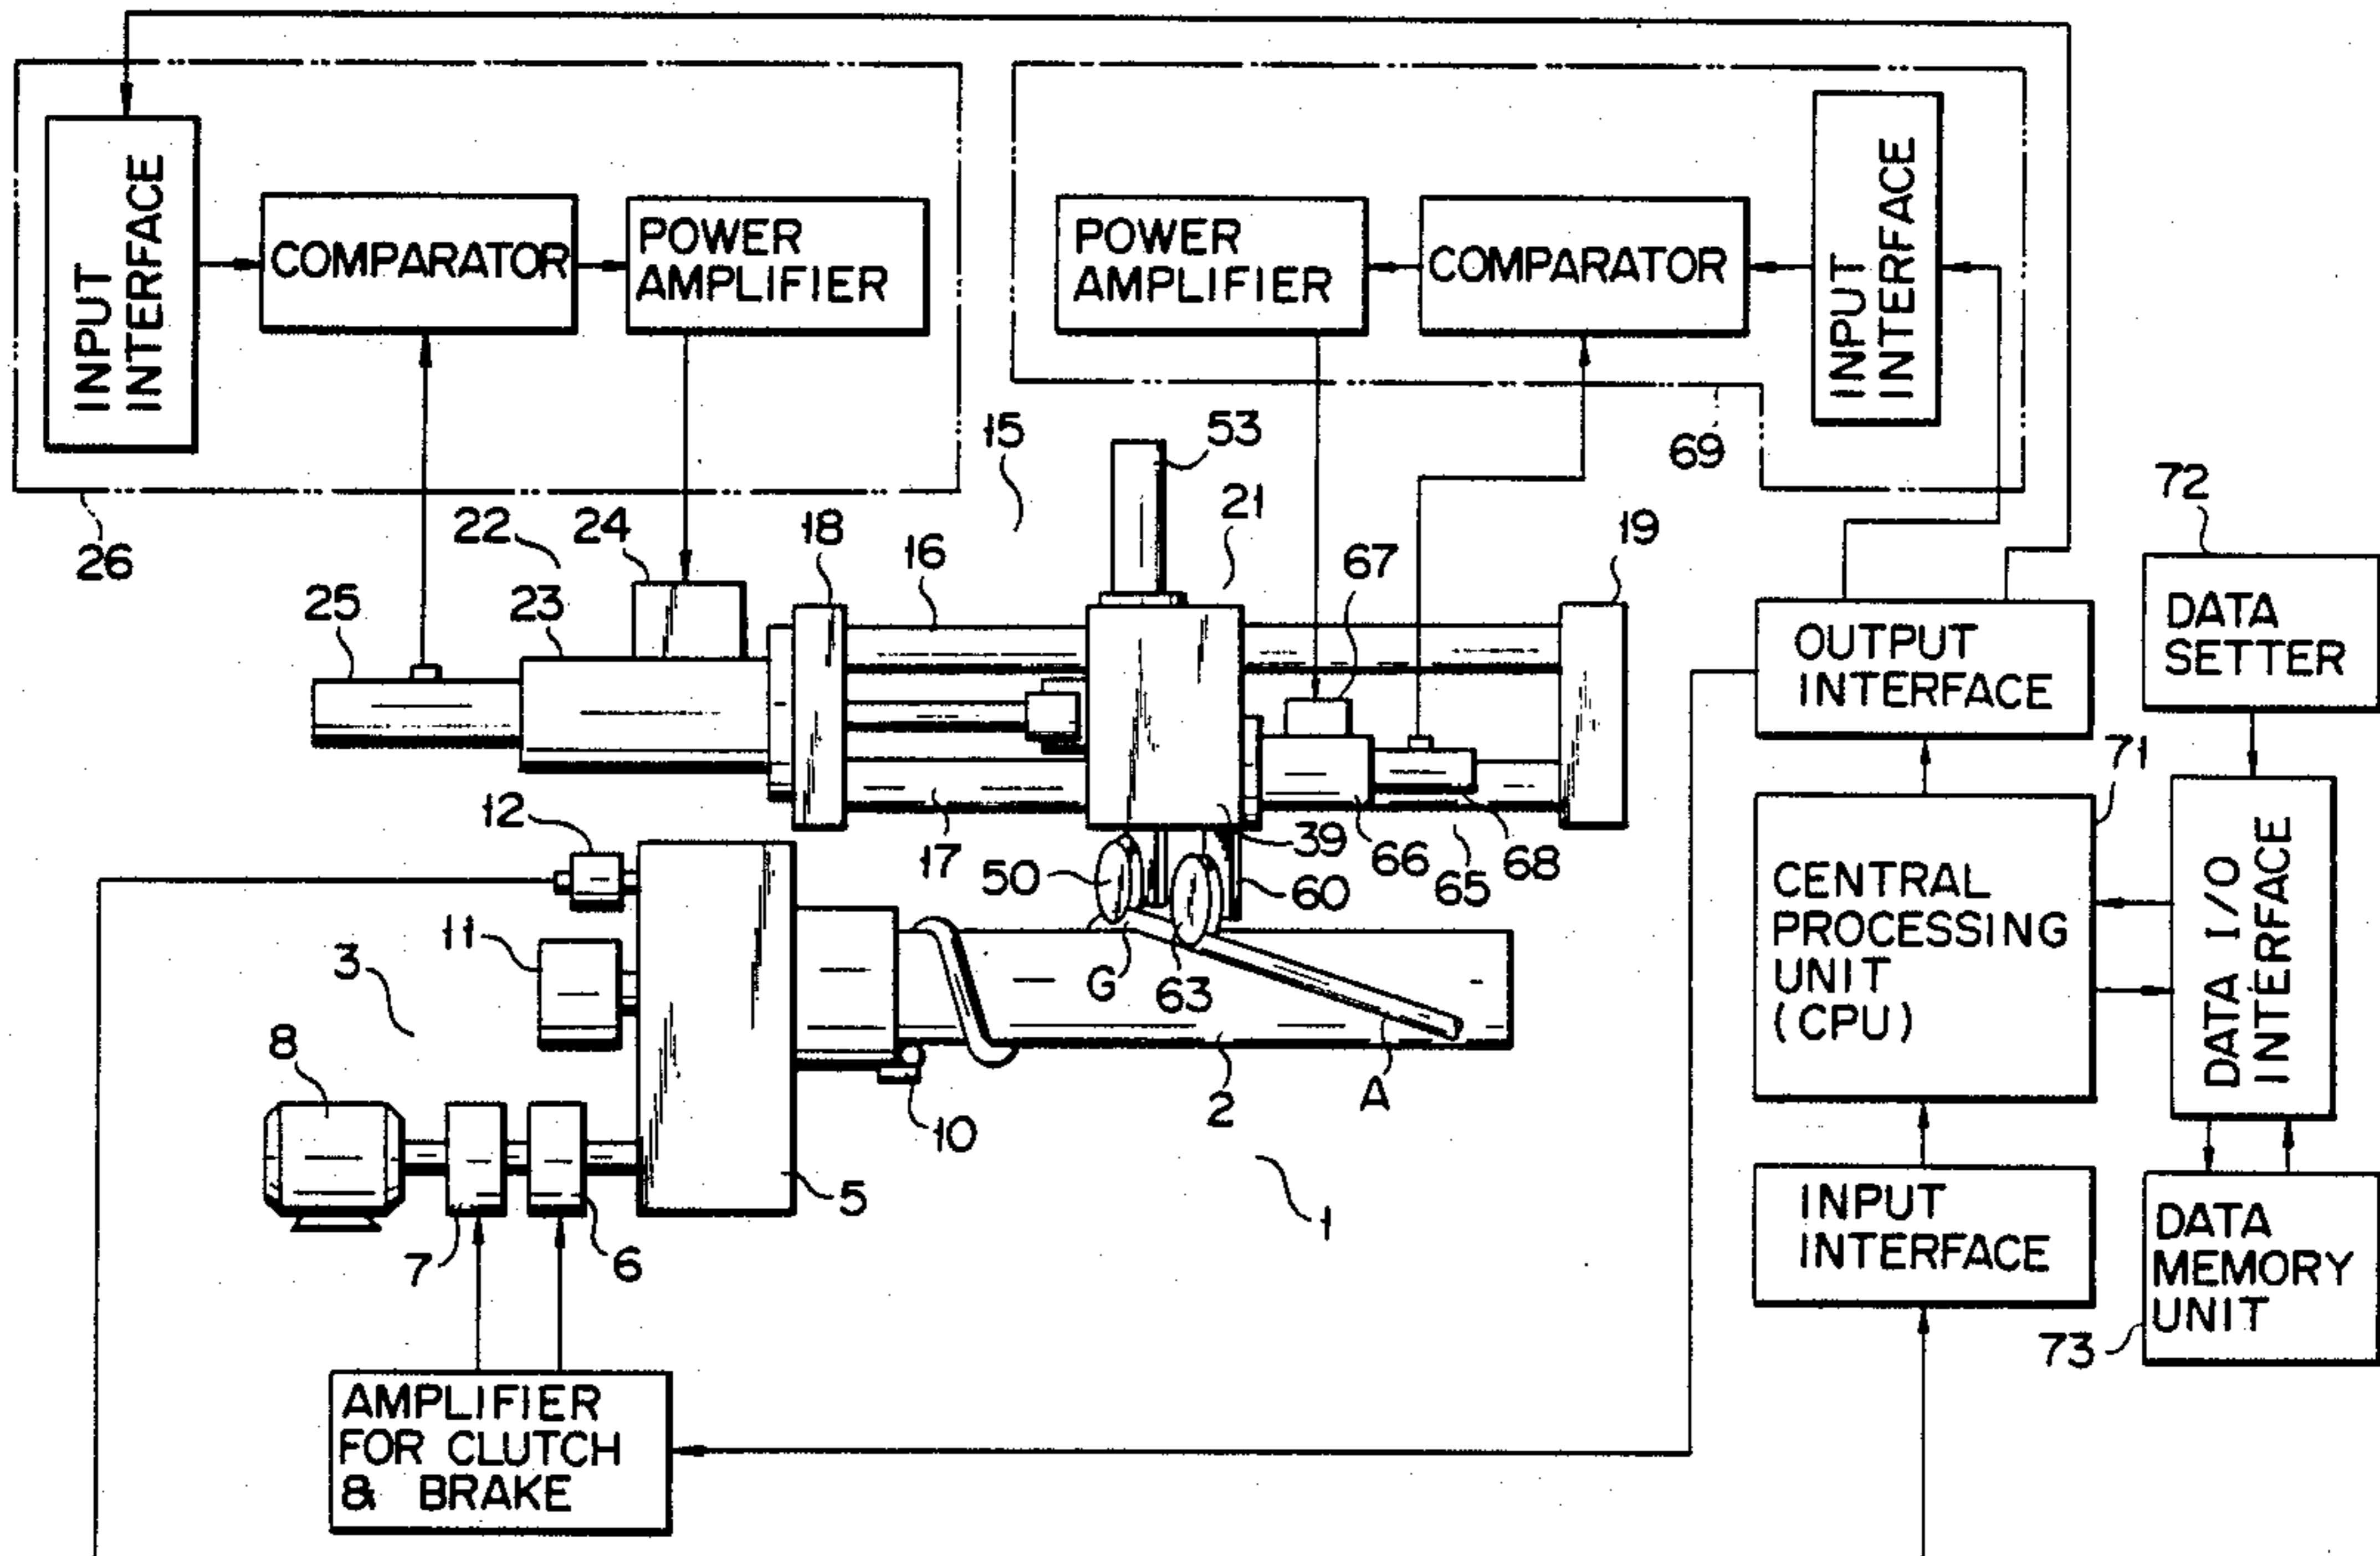 INPUT
INTERFACE
COMPARATOR
POWER
AMPLIFIER
POWER
AMPLIFIER
COMPARATOR
INPUT
INTERFACE
26
22
24
18
16
15
53
21
67
69
19
72
25
23
DATA
SETTER
OUTPUT
INTERFACE
71
12
17
50
39
66
68
65
60
11
3
G
63
CENTRAL
PROCESSING
UNIT
(CPU)
DATA I/O
INTERFACE
8
10
2
A
5
1
7
6
INPUT
INTERFACE
DATA
MEMORY
UNIT
73
AMPLIFIER
FOR CLUTCH
& BRAKE